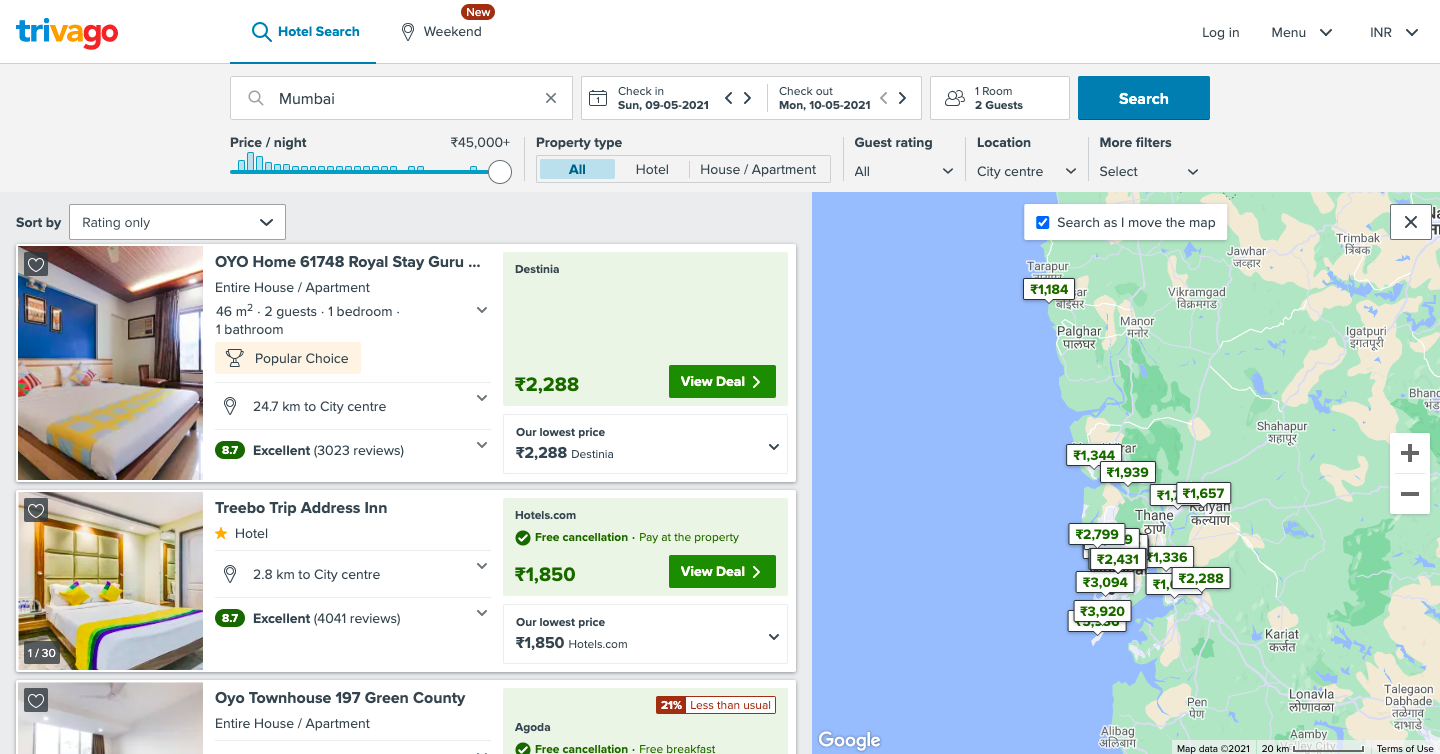 trivago
Hotel Search
New
Weekend
Log in
Menu
INR
Mumbai
1
Check in
Sun, 09-05-2021
Check out
Mon, 10-05-2021
1 Room
2 Guests
Search
Price / night
₹45,000+
Property type
All
Hotel
House / Apartment
Guest rating
All
Location
City centre
More filters
Select
Sort by
Rating only
OYO Home 61748 Royal Stay Guru ...
Entire House / Apartment
46 m² · 2 guests · 1 bedroom ·
1 bathroom
Popular Choice
24.7 km to City centre
8.7 Excellent (3023 reviews)
Destinia
₹2,288
View Deal
Our lowest price
₹2,288 Destinia
1 / 30
Treebo Trip Address Inn
Hotel
2.8 km to City centre
8.7 Excellent (4041 reviews)
Hotels.com
Free cancellation · Pay at the property
₹1,850
View Deal
Our lowest price
₹1,850 Hotels.com
Oyo Townhouse 197 Green County
Entire House / Apartment
21% Less than usual
Agoda
Free cancellation · Free breakfast
Search as I move the map
Trimbak
त्रिंबक
Jawhar
जव्हार
Tarapur
₹1,184
बोईसर
Vikramgad
विक्रमगड
Manor
मनोर
Palghar
पालघर
Igatpuri
इगतपूरी
Shahapur
शहापूर
₹1,344
₹1,939
₹1,657
Thane
ठाणे
Kalyan
कल्याण
₹2,799
₹2,431
₹1,336
₹3,094
₹2,288
₹3,920
Karjat
कर्जत
Lonavla
लोणावळा
Pen
पेण
Talegaon
Dabhade
तळेगाव
दाभाडे
Alibag
अलिबाग
Aamby
Valley City
Google
Map data ©2021
20 km
Terms of Use